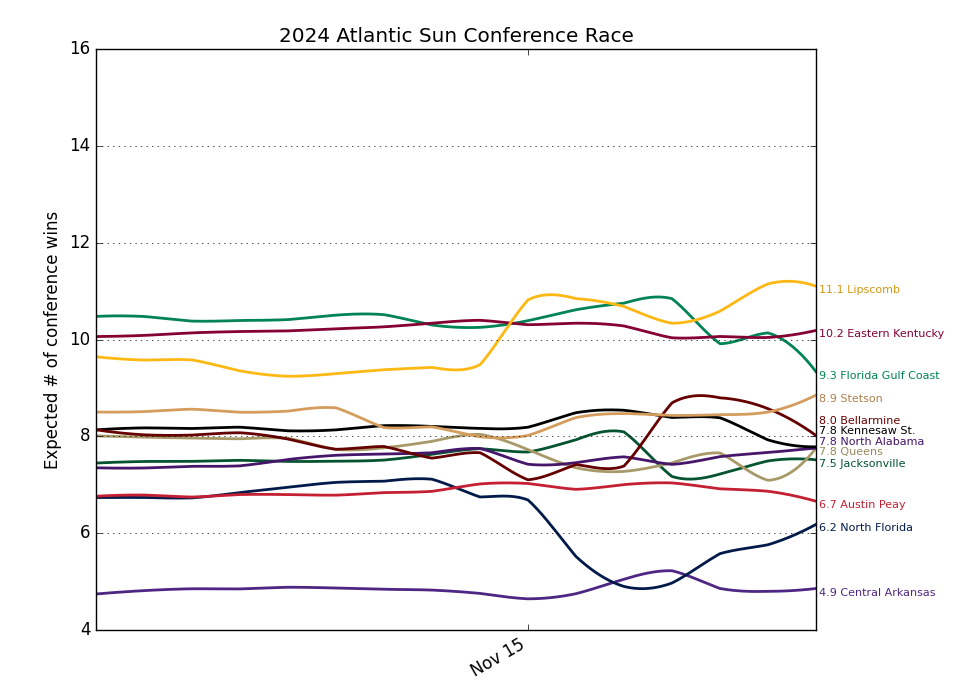 2024 Atlantic Sun Conference Race
Expected # of conference wins
16
14
12
10
8
6
4
Nov 15
11.1 Lipscomb
10.2 Eastern Kentucky
9.3 Florida Gulf Coast
8.9 Stetson
8.0 Bellarmine
7.8 Kennesaw St.
7.8 North Alabama
7.8 Queens
7.5 Jacksonville
6.7 Austin Peay
6.2 North Florida
4.9 Central Arkansas